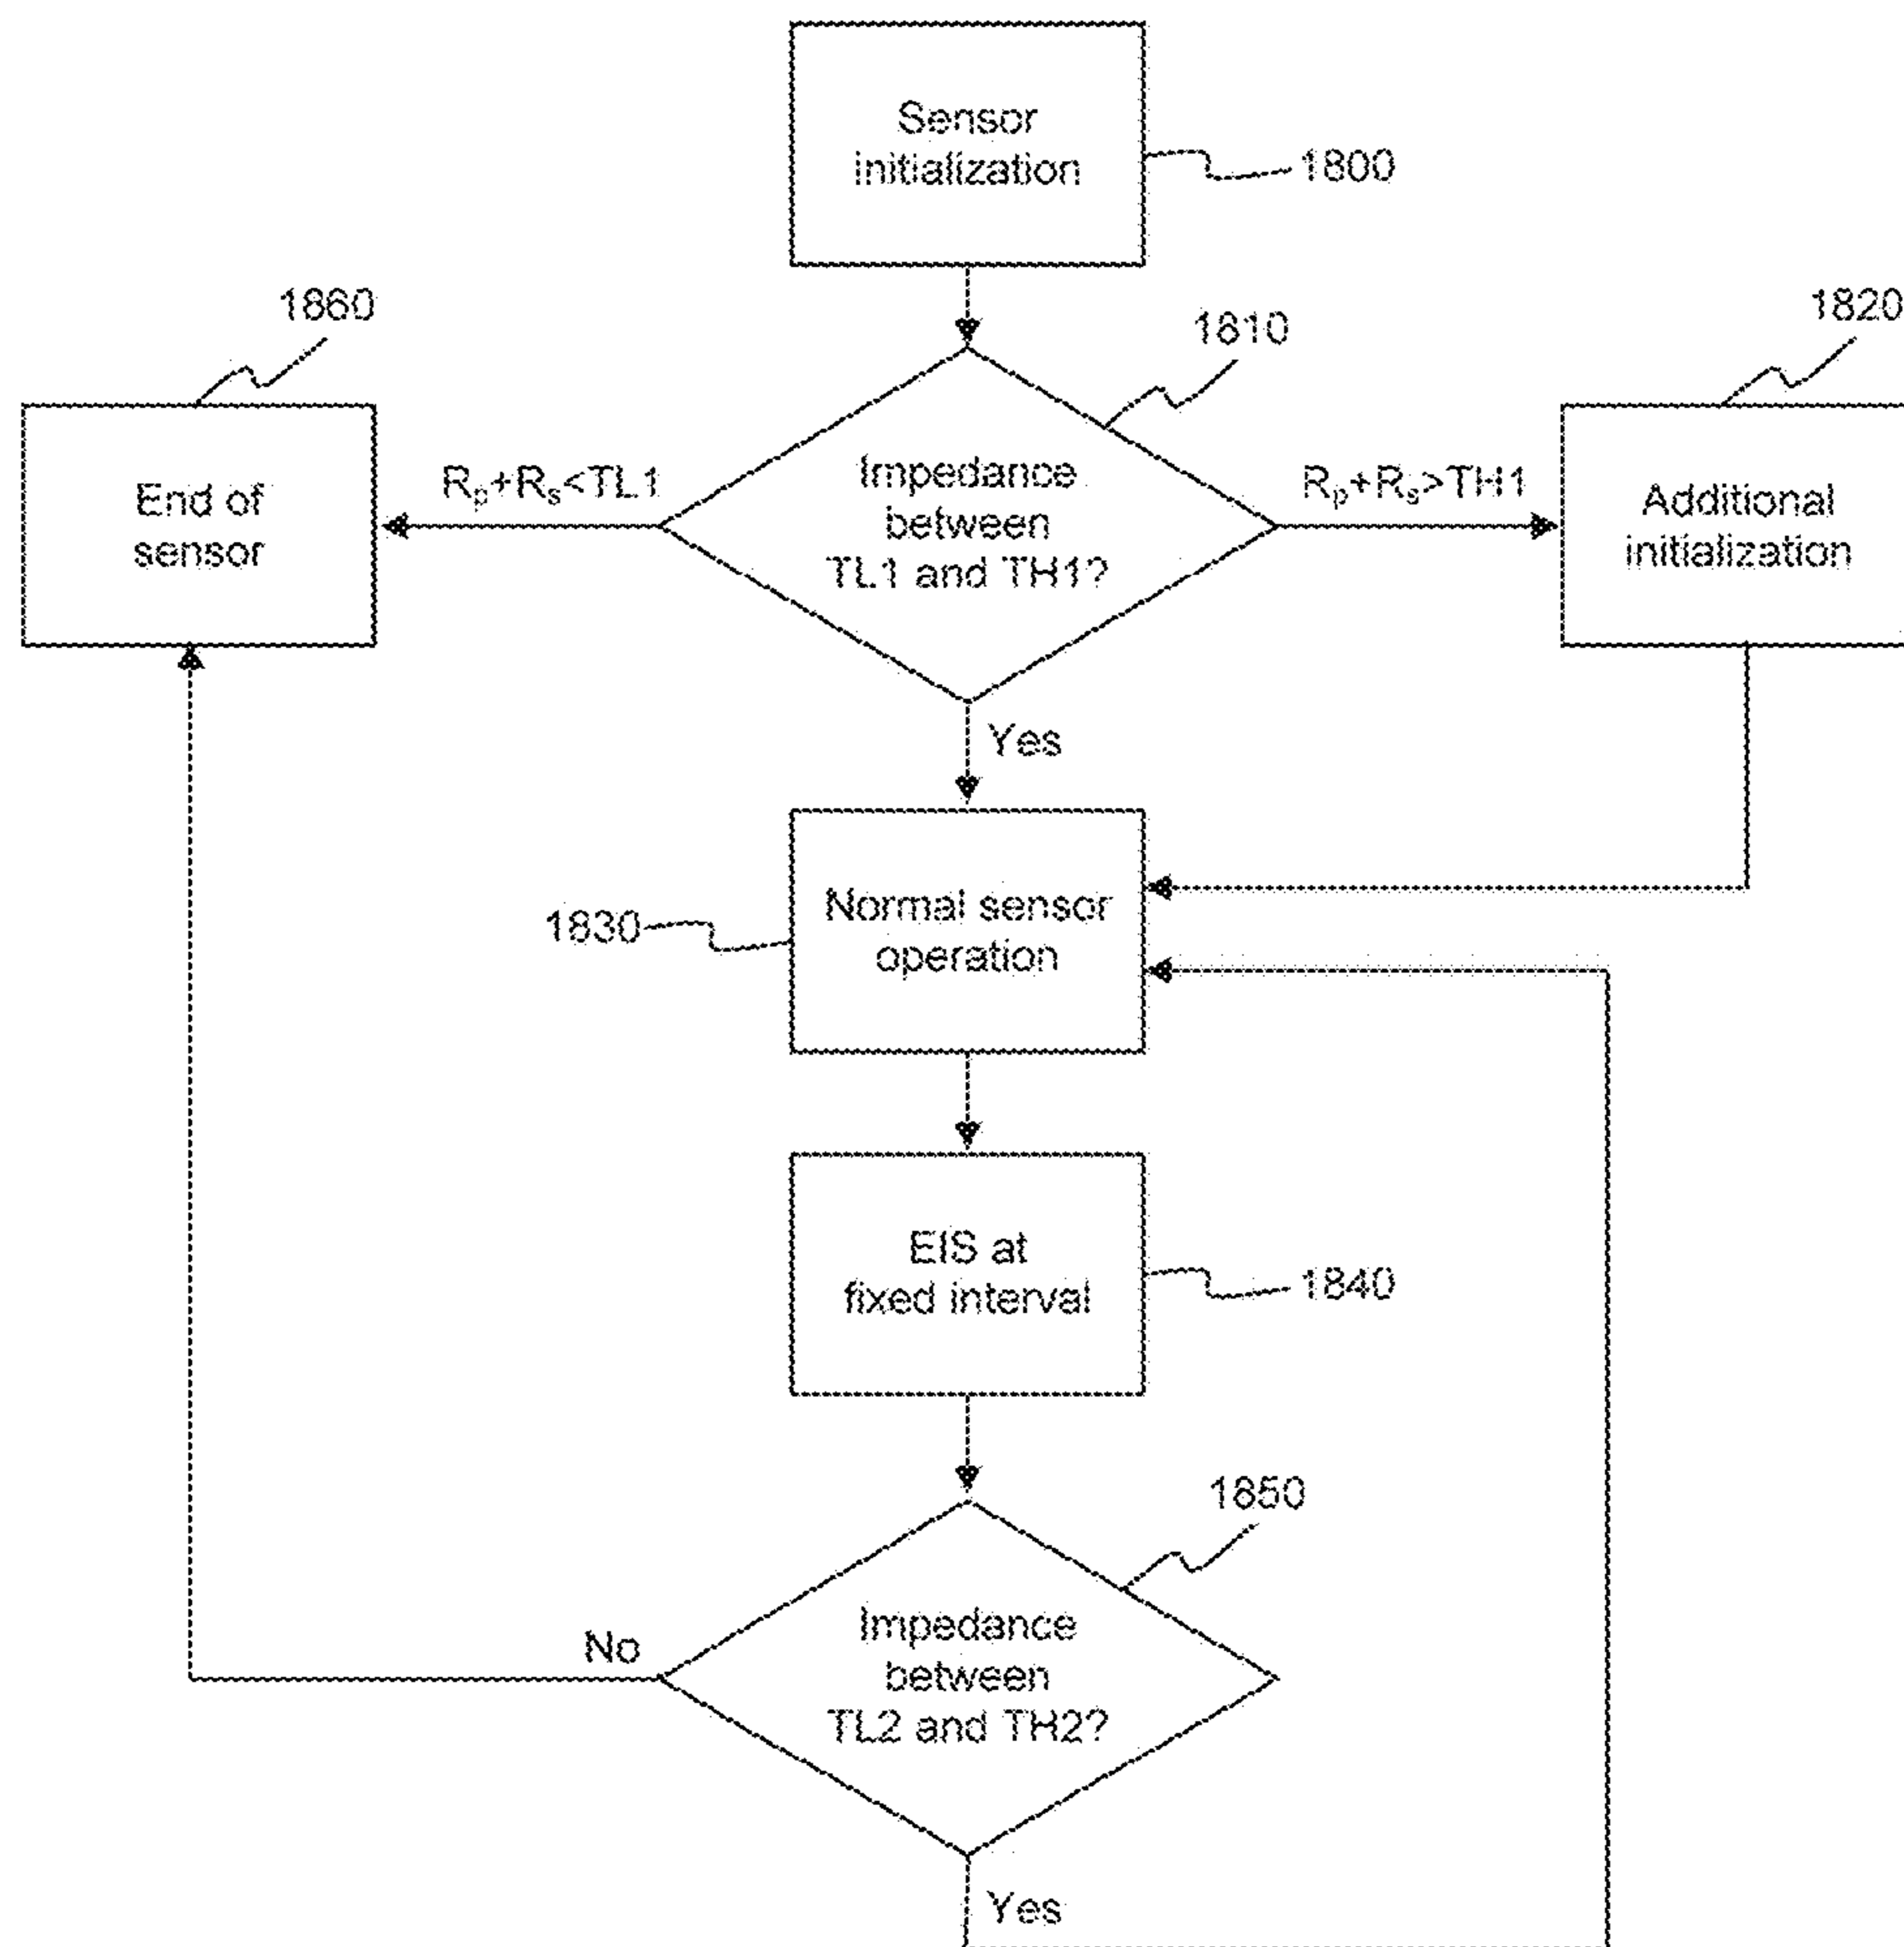 Sensor
initialization
1800
1860
1810
1820
End of
sensor
Rp+Rs<TL1
Impedance
between
TL1 and TH1?
Rp+Rs>TH1
Additional
initialization
Yes
1830
Normal sensor
operation
EIS at
fixed interval
1840
1850
No
Impedance
between
TL2 and TH2?
Yes